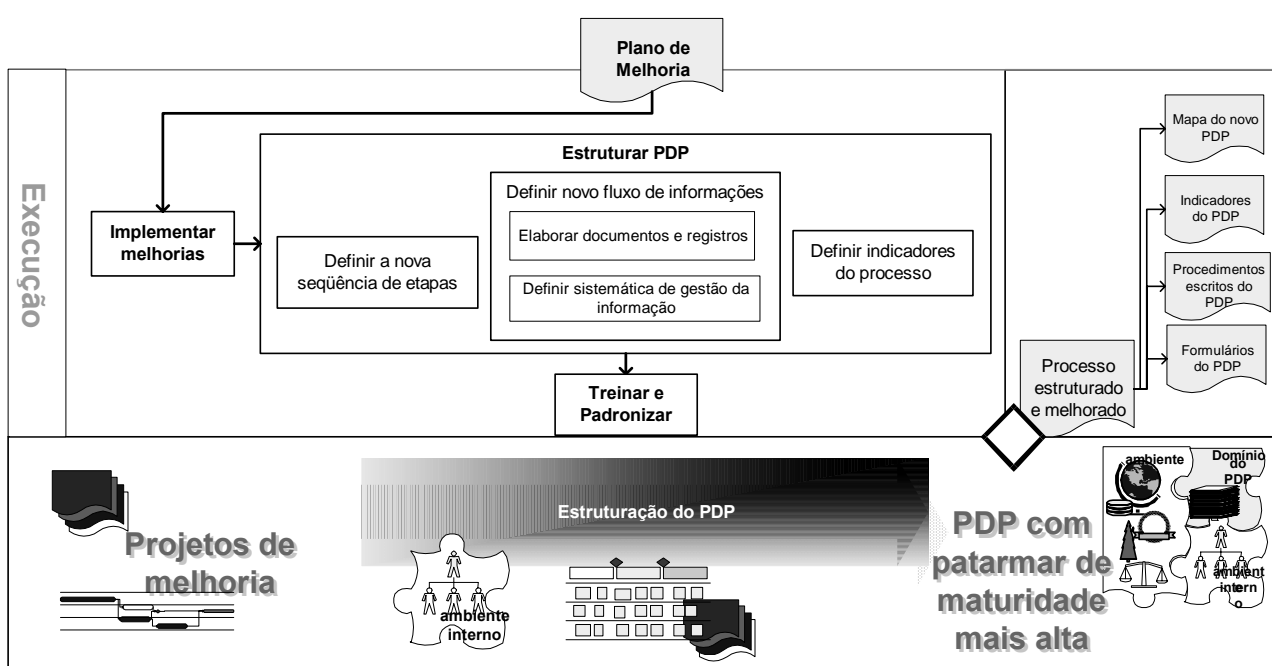 Plano de
Melhoria
Execução
Implementar
melhorias
Estruturar PDP
Definir a nova
seqüência de etapas
Definir novo fluxo de informações
Elaborar documentos e registros
Definir sistemática de gestão da
informação
Definir indicadores
do processo
Treinar e
Padronizar
Mapa do novo
PDP
Indicadores
do PDP
Procedimentos
escritos do
PDP
Formulários
do PDP
Processo
estruturado
e melhorado
Projetos de
melhoria
Estruturação do PDP
ambiente
interno
PDP com
patarmar de
maturidade
mais alta
ambiente
Domínio
do
PDP
ambient
e
intern
o